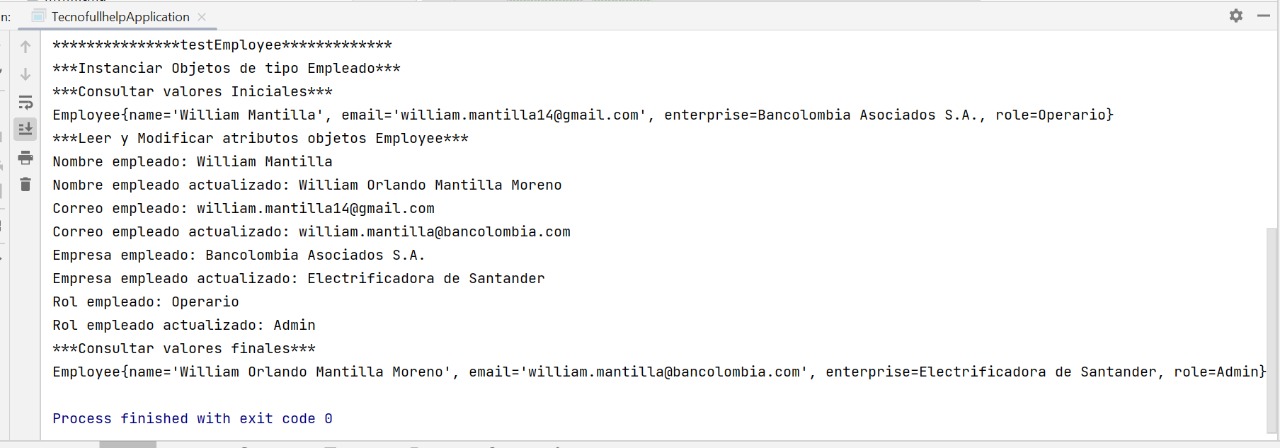 n: TecnofullhelpApplication
***************testEmployee*************
***Instanciar Objetos de tipo Empleado***
***Consultar valores Iniciales***
Employee{name='William Mantilla', email='william.mantilla14@gmail.com', enterprise=Bancolombia Asociados S.A., role=Operario}
***Leer y Modificar atributos objetos Employee***
Nombre empleado: William Mantilla
Nombre empleado actualizado: William Orlando Mantilla Moreno
Correo empleado: william.mantilla14@gmail.com
Correo empleado actualizado: william.mantilla@bancolombia.com
Empresa empleado: Bancolombia Asociados S.A.
Empresa empleado actualizado: Electrificadora de Santander
Rol empleado: Operario
Rol empleado actualizado: Admin
***Consultar valores finales***
Employee{name='William Orlando Mantilla Moreno', email='william.mantilla@bancolombia.com', enterprise=Electrificadora de Santander, role=Admin}
Process finished with exit code 0